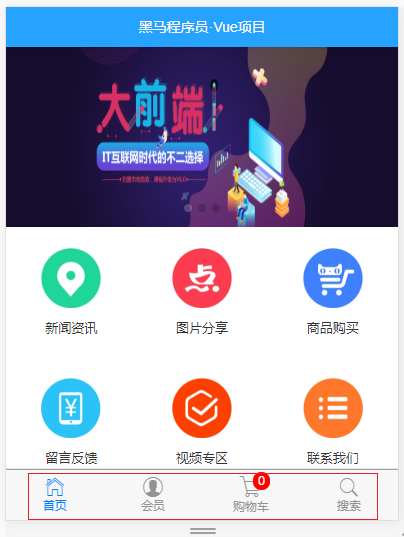 黑马程序员·Vue项目
大前端
IT互联网时代的不二选择
新闻资讯
图片分享
商品购买
留言反馈
视频专区
联系我们
首页
会员
0
购物车
搜索